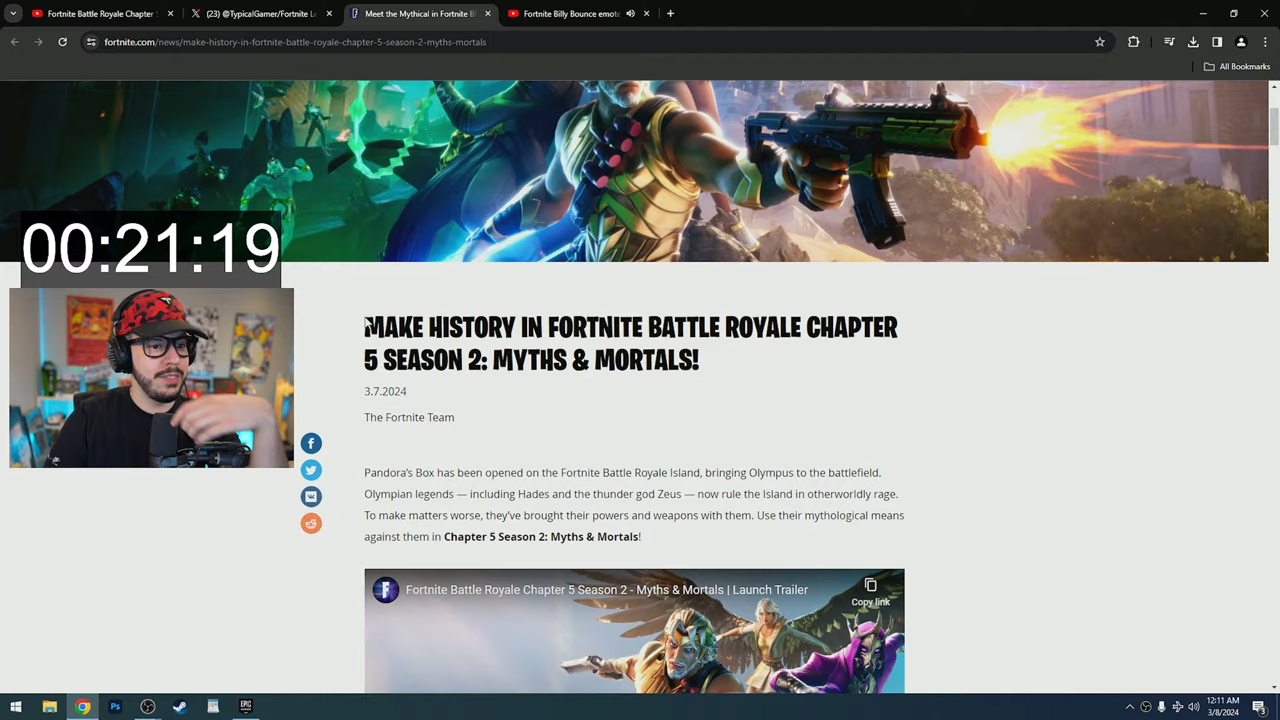 Fortnite Battle Royale Chapter
(23) @TypicalGamer/Fortnite Le
Meet the Mythical in Fortnite B
Fortnite Billy Bounce emote
fortnite.com/news/make-history-in-fortnite-battle-royale-chapter-5-season-2-myths-mortals
All Bookmarks
00:21:19
MAKE HISTORY IN FORTNITE BATTLE ROYALE CHAPTER
5 SEASON 2: MYTHS & MORTALS!
3.7.2024
The Fortnite Team
Pandora's Box has been opened on the Fortnite Battle Royale Island, bringing Olympus to the battlefield.
Olympian legends — including Hades and the thunder god Zeus — now rule the Island in otherworldly rage.
To make matters worse, they've brought their powers and weapons with them. Use their mythological means
against them in Chapter 5 Season 2: Myths & Mortals!
Fortnite Battle Royale Chapter 5 Season 2 - Myths & Mortals | Launch Trailer
Copy link
EPIC
12:11 AM
3/8/2024